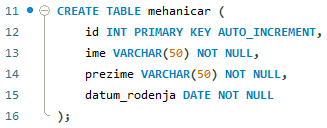 11 CREATE TABLE mehanicar (
12 id INT PRIMARY KEY AUTO_INCREMENT,
13 ime VARCHAR(50) NOT NULL,
14 prezime VARCHAR(50) NOT NULL,
15 datum_rodenja DATE NOT NULL
16 );